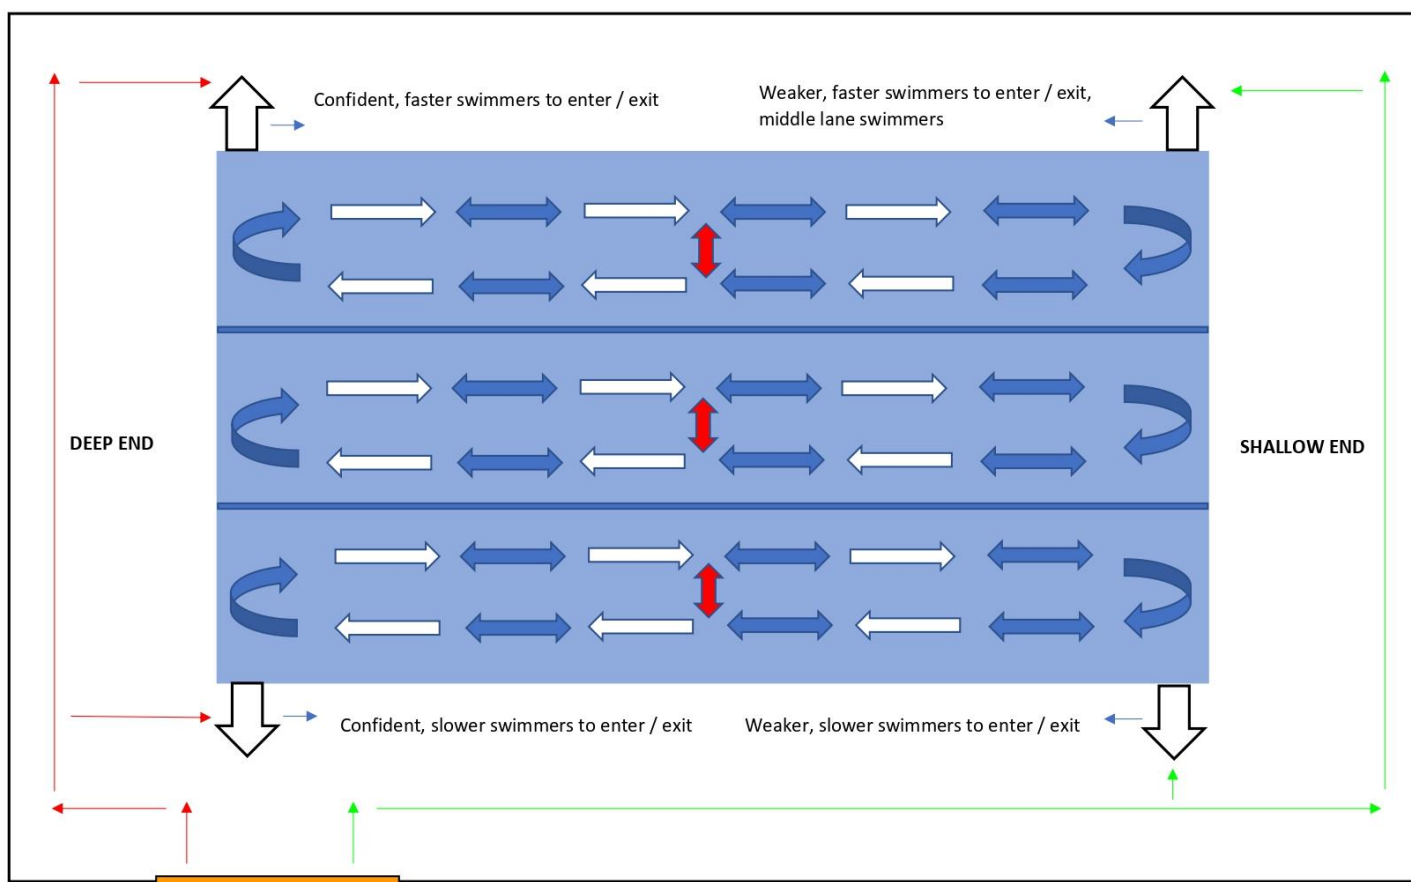 Confident, faster swimmers to enter / exit
Weaker, faster swimmers to enter / exit,
middle lane swimmers
DEEP END
SHALLOW END
Confident, slower swimmers to enter / exit
Weaker, slower swimmers to enter / exit